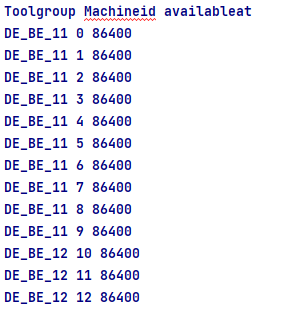 Toolgroup Machineid availableat
DE_BE_11 0 86400
DE_BE_11 1 86400
DE_BE_11 2 86400
DE_BE_11 3 86400
DE_BE_11 4 86400
DE_BE_11 5 86400
DE_BE_11 6 86400
DE_BE_11 7 86400
DE_BE_11 8 86400
DE_BE_11 9 86400
DE_BE_12 10 86400
DE_BE_12 11 86400
DE_BE_12 12 86400